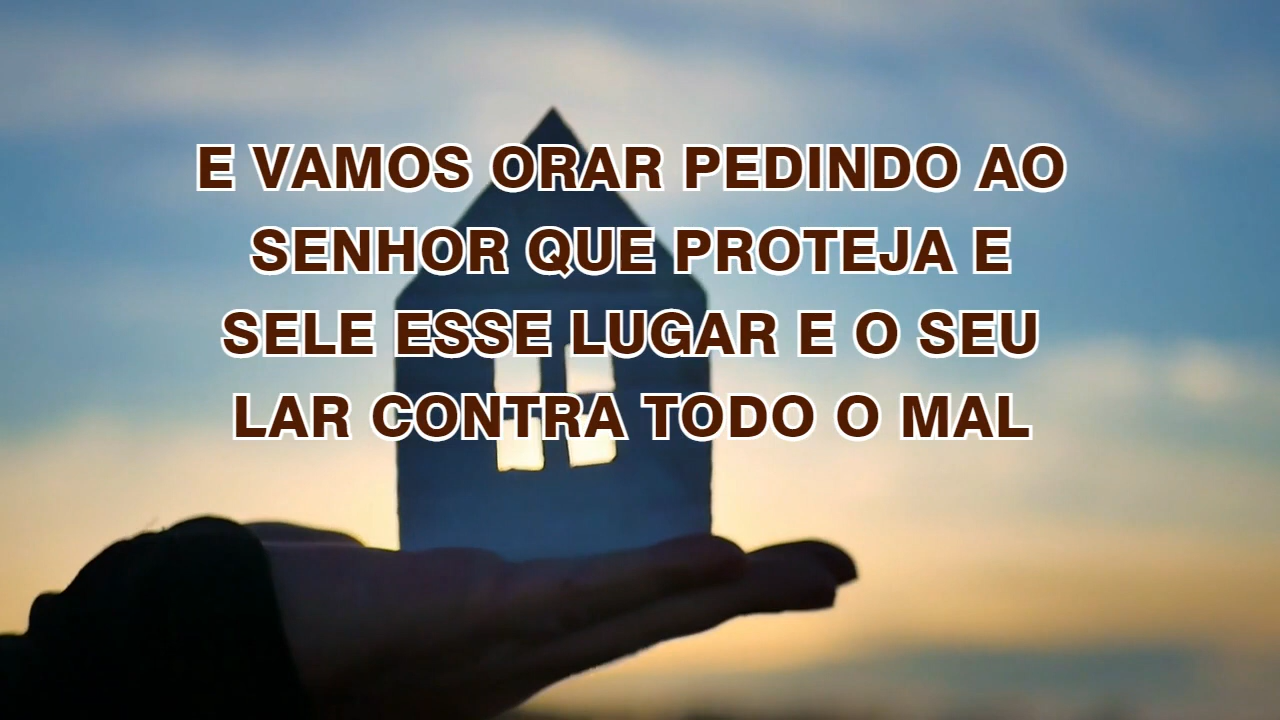 E VAMOS ORAR PEDINDO AO
SENHOR QUE PROTEJA E
SELE ESSE LUGAR E O SEU
LAR CONTRA TODO O MAL